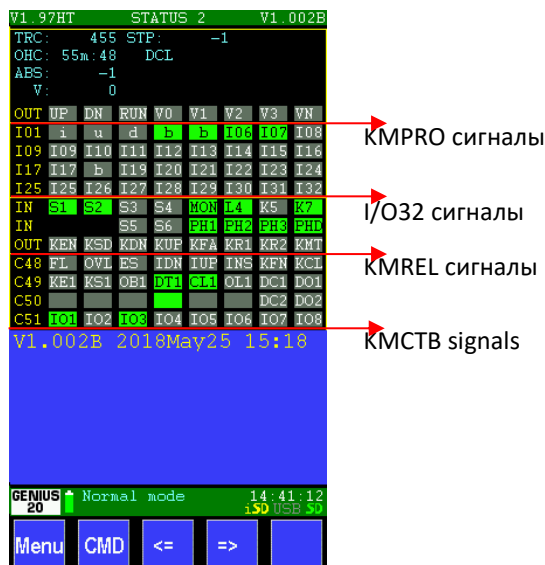 V1.97HT STATUS 2 V1.002B
TRC: 455 STP: -1
OHC: 55m:48 DCL
ABS: -1
V: 0
OUT UP DN RUN V0 V1 V2 V3 VN
I01 i u d b b I06 I07 I08
KMPRO сигналы
I09 I09 I10 I11 I12 I13 I14 I15 I16
I17 I17 b I19 I20 I21 I22 I23 I24
I25 I25 I26 I27 I28 I29 I30 I31 I32
IN S1 S2 S3 S4 MON L4 K5 K7
I/O32 сигналы
IN S5 S6 PH1 PH2 PH3 PHD
OUT KEN KSD KDN KUP KFA KR1 KR2 KMT
C48 FL OVL ES IDN IUP INS KFN KCL
KMREL сигналы
C49 KE1 KS1 OB1 DT1 CL1 OL1 DC1 DO1
C50 DC2 DO2
C51 IO1 IO2 IO3 IO4 IO5 IO6 IO7 IO8
KMCTB signals
V1.002B 2018May25 15:18
GENIUS 20 Normal mode 14:41:12
iSD USB SD
Menu CMD <= =>